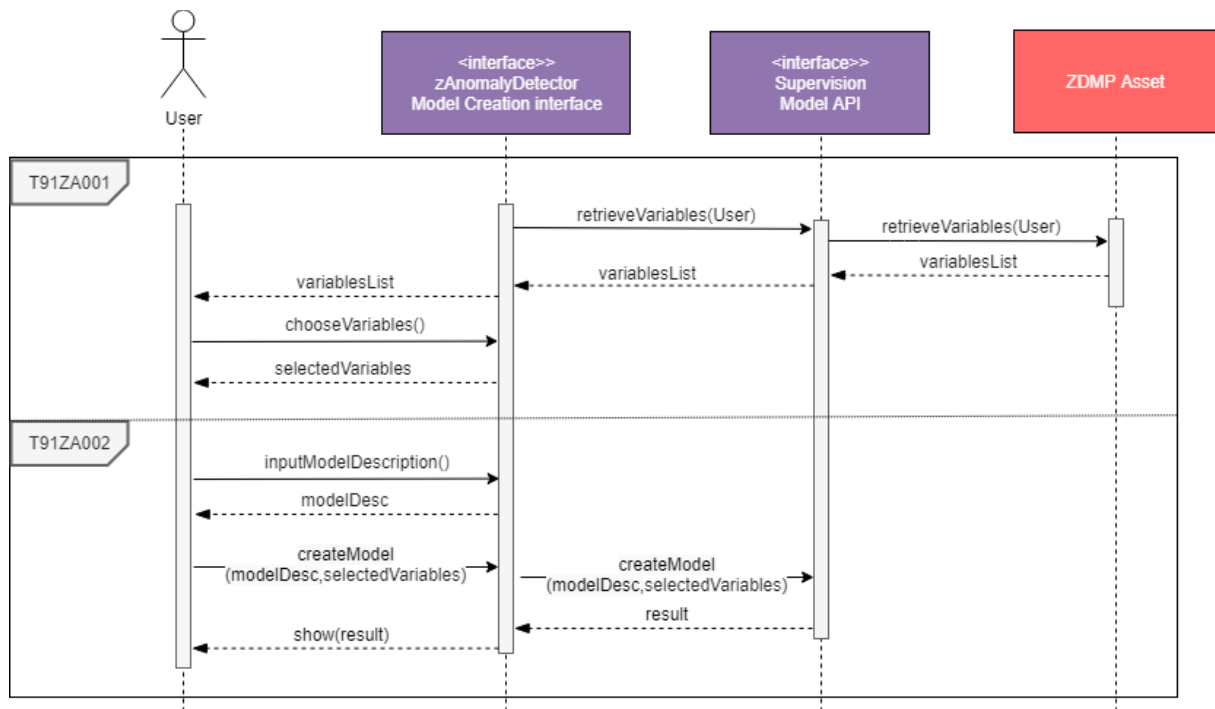 User
<interface>>
zAnomalyDetector
Model Creation interface
<interface>>
Supervision
Model API
ZDMP Asset
T91ZA001
retrieveVariables(User)
retrieveVariables(User)
variablesList
variablesList
variablesList
chooseVariables()
selectedVariables
T91ZA002
inputModelDescription()
modelDesc
createModel
(modelDesc,selectedVariables)
createModel
(modelDesc,selectedVariables)
result
show(result)